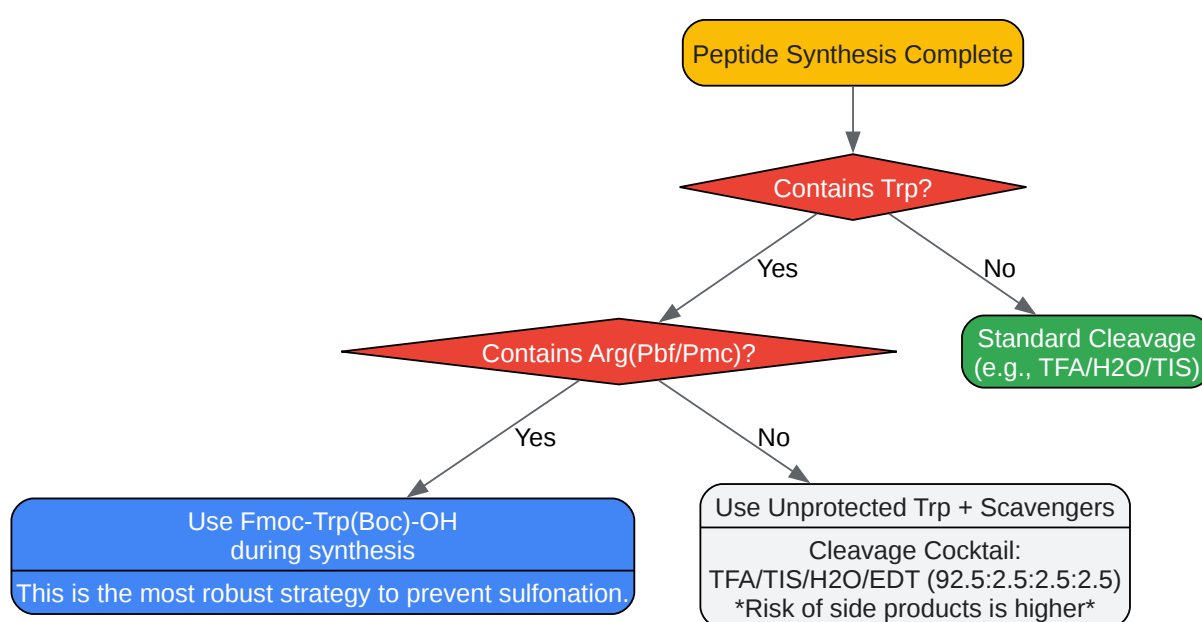 Peptide Synthesis Complete
Contains Trp?
Yes
No
Contains Arg(Pbf/Pmc)?
Standard Cleavage
(e.g., TFA/H2O/TIS)
Yes
No
Use Fmoc-Trp(Boc)-OH
during synthesis
This is the most robust strategy to prevent sulfonation.
Use Unprotected Trp + Scavengers
Cleavage Cocktail:
TFA/TIS/H2O/EDT (92.5:2.5:2.5:2.5)
*Risk of side products is higher*